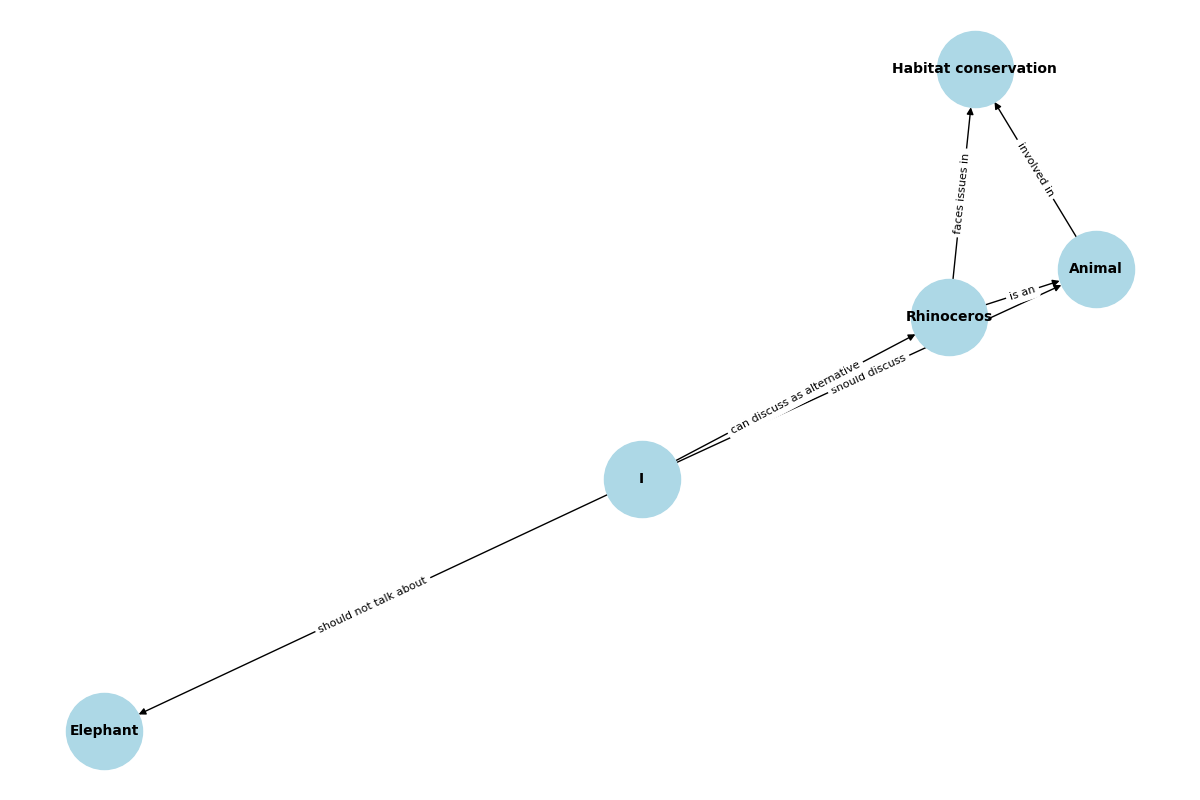 Habitat conservation
involved in
faces issues in
Animal
is an
Rhinoceros
can discuss as alternative
should discuss
I
should not talk about
Elephant